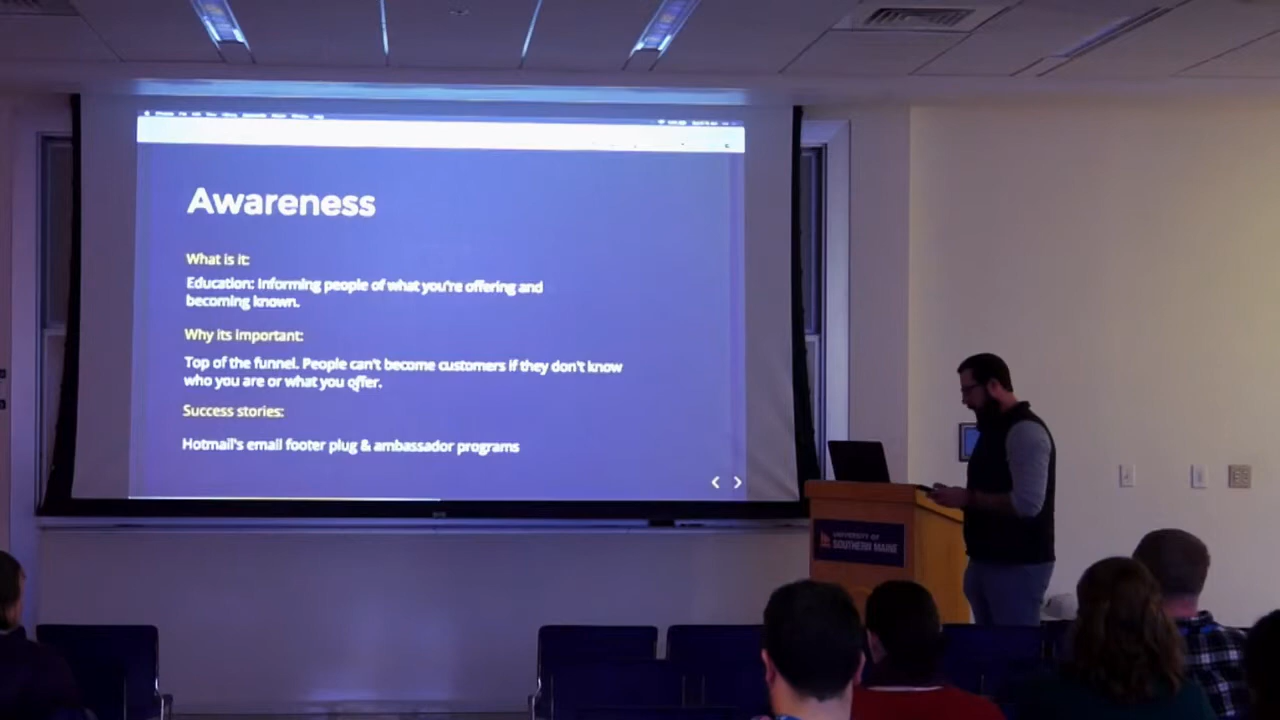 Awareness
What is it:
Education: Informing people of what you're offering and
becoming known.
Why its important:
Top of the funnel. People can't become customers if they don't know
who you are or what you offer.
Success stories:
Hotmail's email footer plug & ambassador programs
UNIVERSITY OF
SOUTHERN MAINE